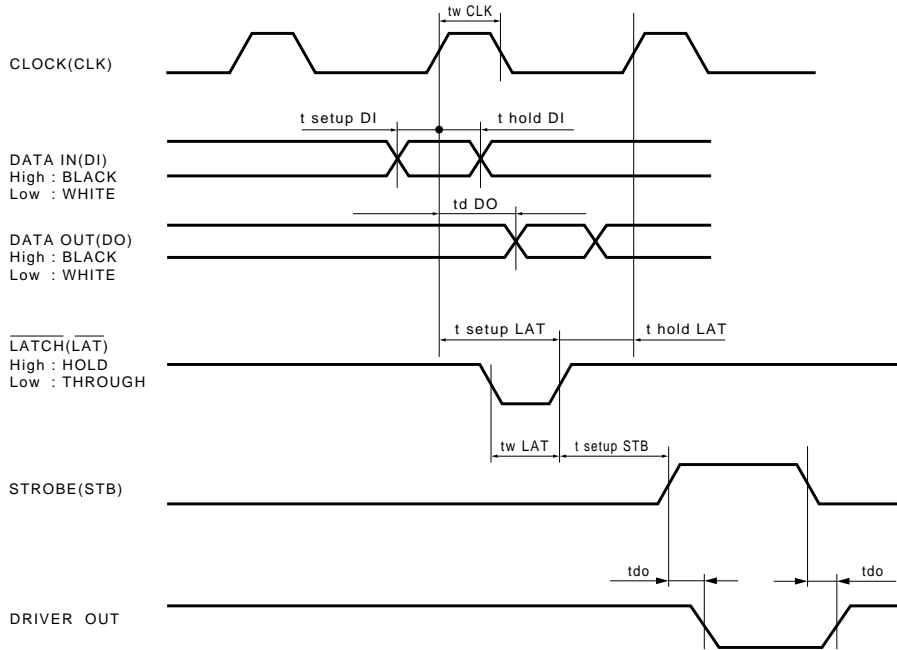 tw CLK
CLOCK(CLK)
t setup DI
t hold DI
DATA IN(DI)
High : BLACK
Low : WHITE
td DO
DATA OUT(DO)
High : BLACK
Low : WHITE
t setup LAT
t hold LAT
LATCH(LAT)
High : HOLD
Low : THROUGH
tw LAT
t setup STB
STROBE(STB)
tdo
tdo
DRIVER OUT